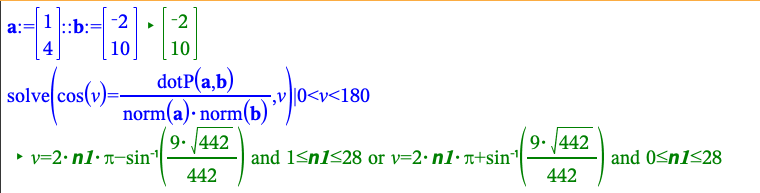 a:=[1 4]::b:=[⁻2 10] ▸ [⁻2 10]
solve(cos(v)=dotP(a,b)/(norm(a)·norm(b)),v)|0<v<180
▸ v=2·n1·π−sin⁻¹(9·√442/442) and 1≤n1≤28 or v=2·n1·π+sin⁻¹(9·√442/442) and 0≤n1≤28